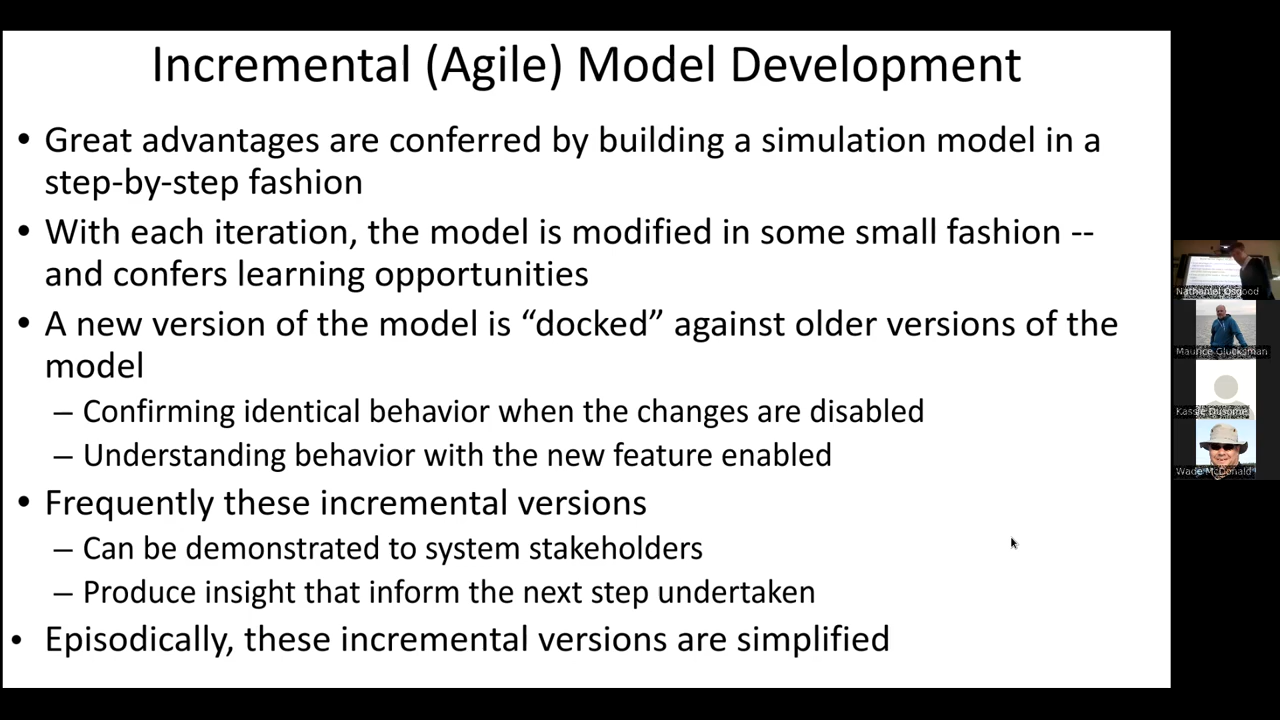 Incremental (Agile) Model Development
• Great advantages are conferred by building a simulation model in a
step-by-step fashion
• With each iteration, the model is modified in some small fashion --
and confers learning opportunities
• A new version of the model is “docked” against older versions of the
model
– Confirming identical behavior when the changes are disabled
– Understanding behavior with the new feature enabled
• Frequently these incremental versions
– Can be demonstrated to system stakeholders
– Produce insight that inform the next step undertaken
• Episodically, these incremental versions are simplified
Nathaniel Osgood
Maurice Glucksman
Kassie Dusome
Wade McDonald